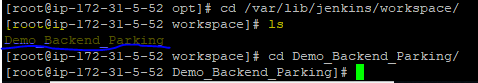 [root@ip-172-31-5-52 opt]# cd /var/lib/jenkins/workspace/
[root@ip-172-31-5-52 workspace]# ls
Demo_Backend_Parking
[root@ip-172-31-5-52 workspace]# cd Demo_Backend_Parking/
[root@ip-172-31-5-52 Demo_Backend_Parking]#